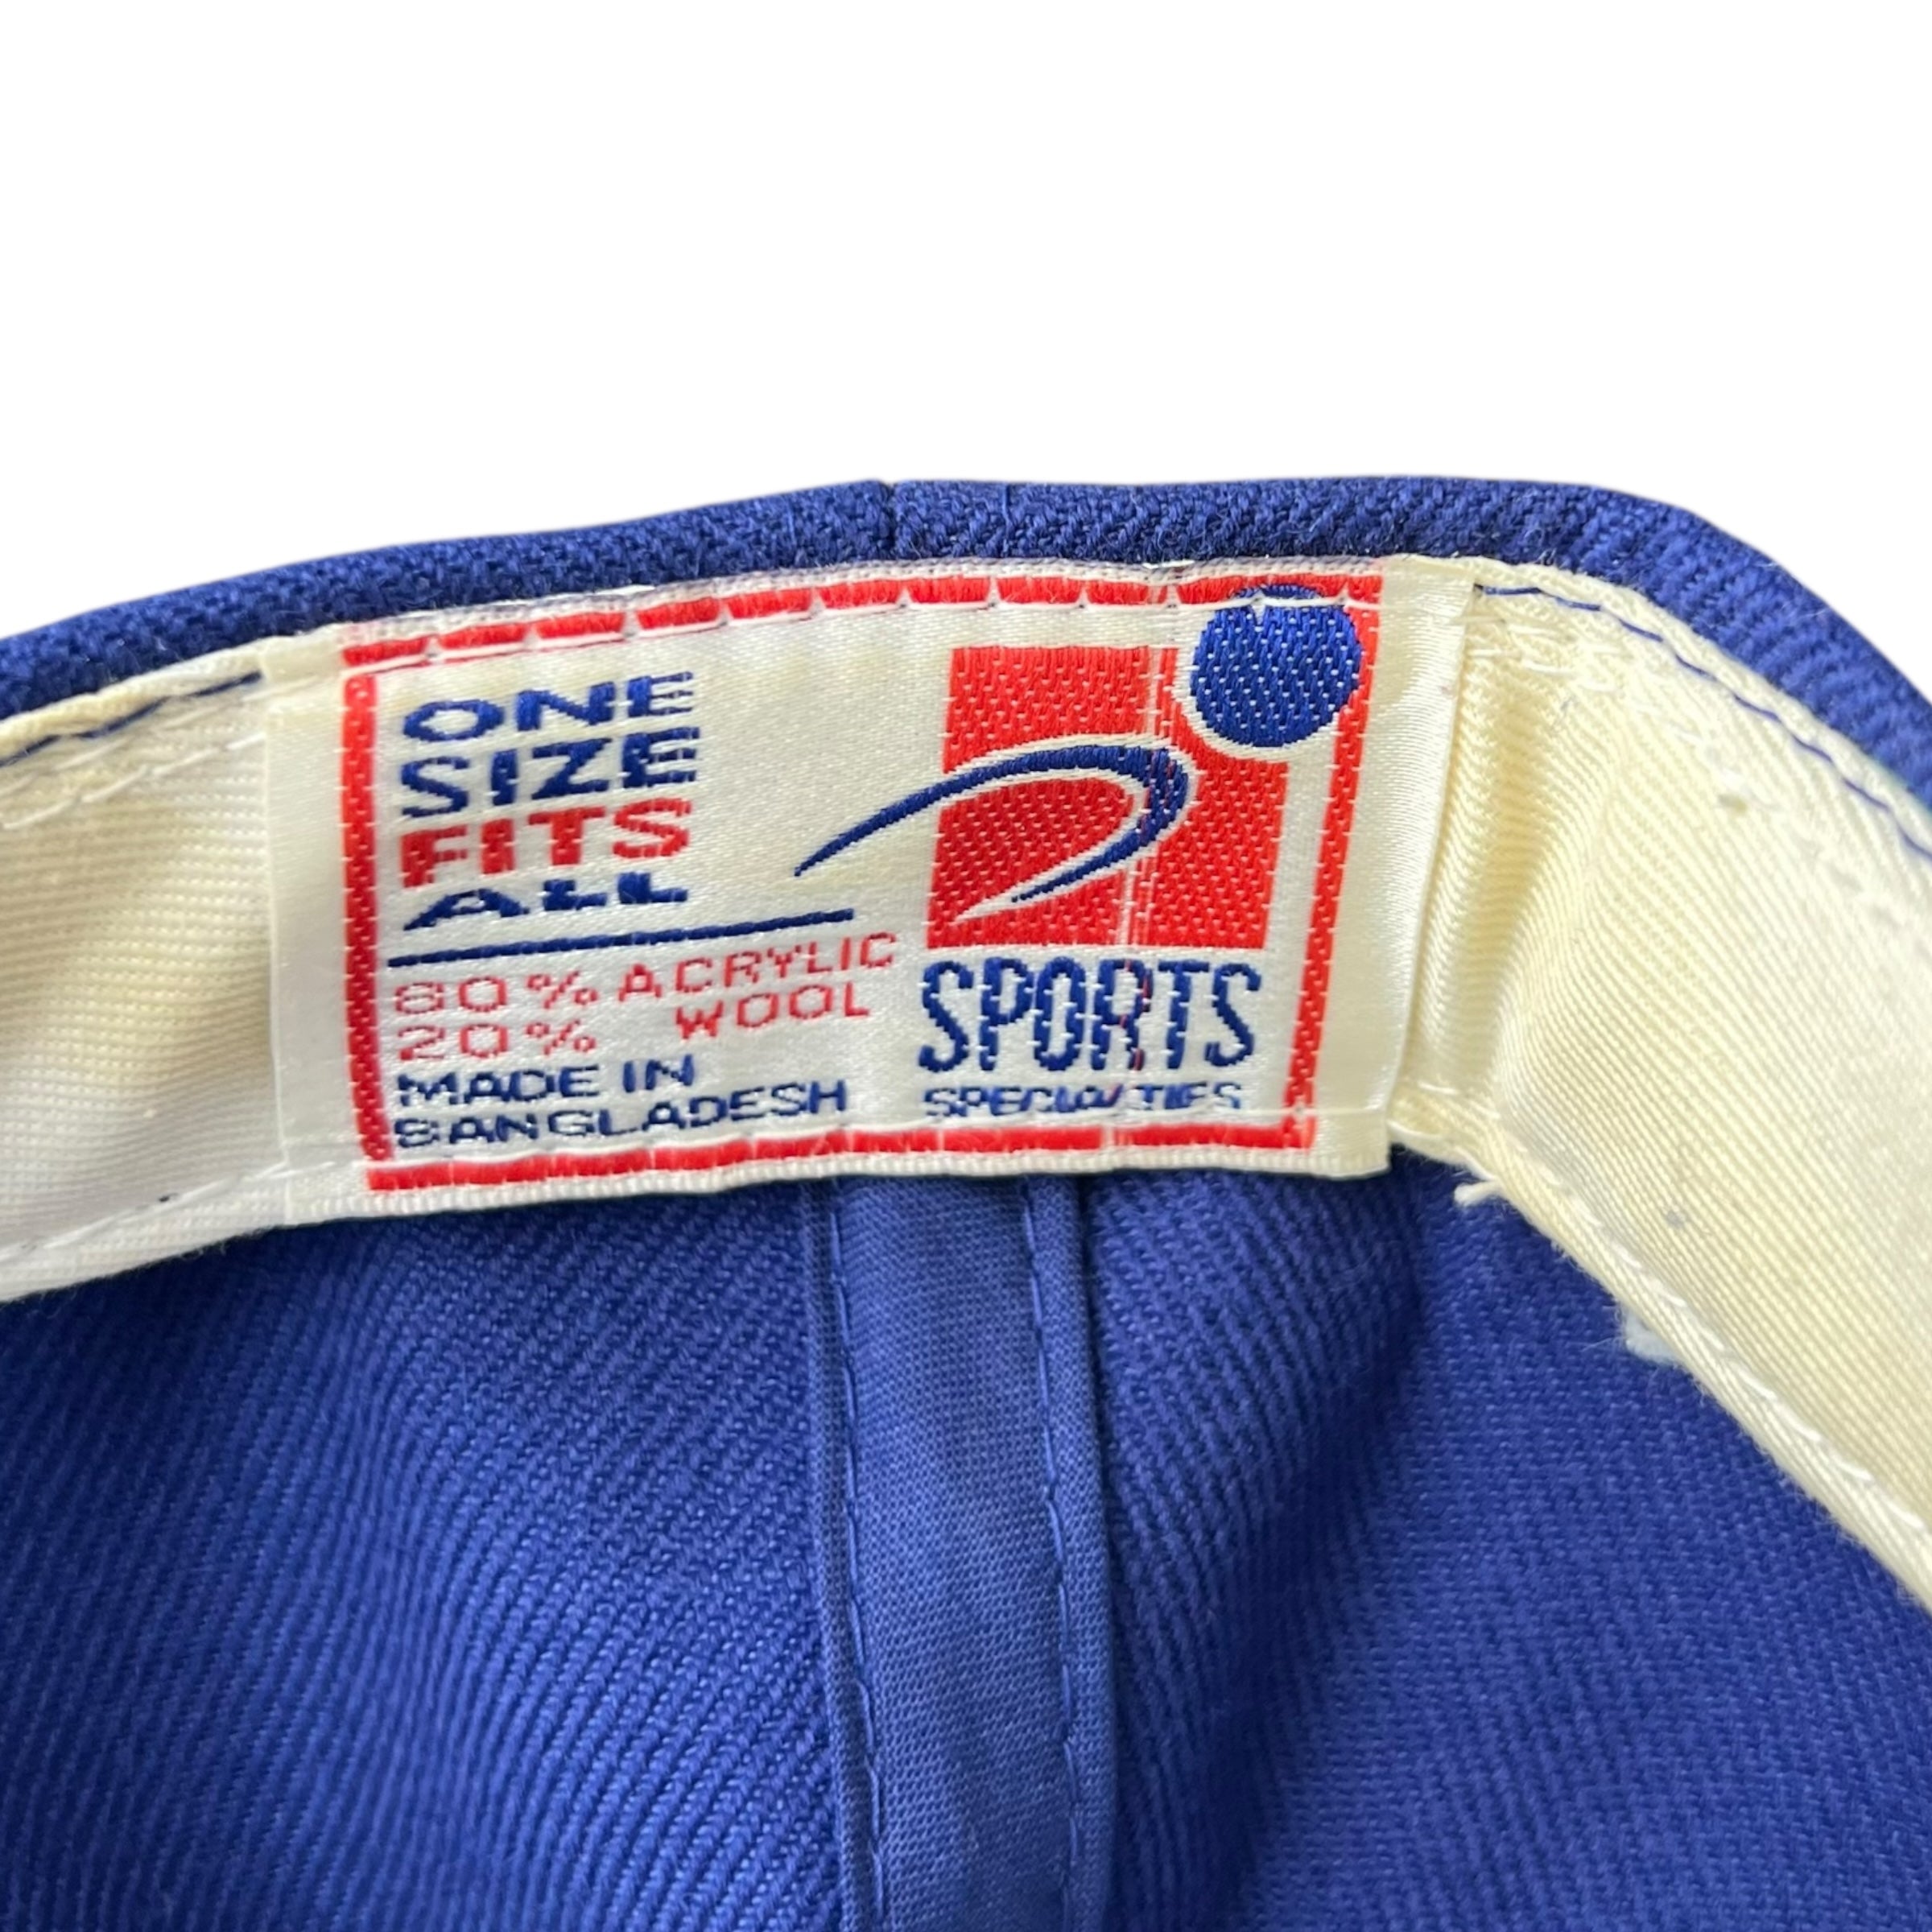 ONE
SIZE
FITS
ALL
80% ACRYLIC
20% WOOL
MADE IN
BANGLADESH
SPORTS
SPECIALTIES